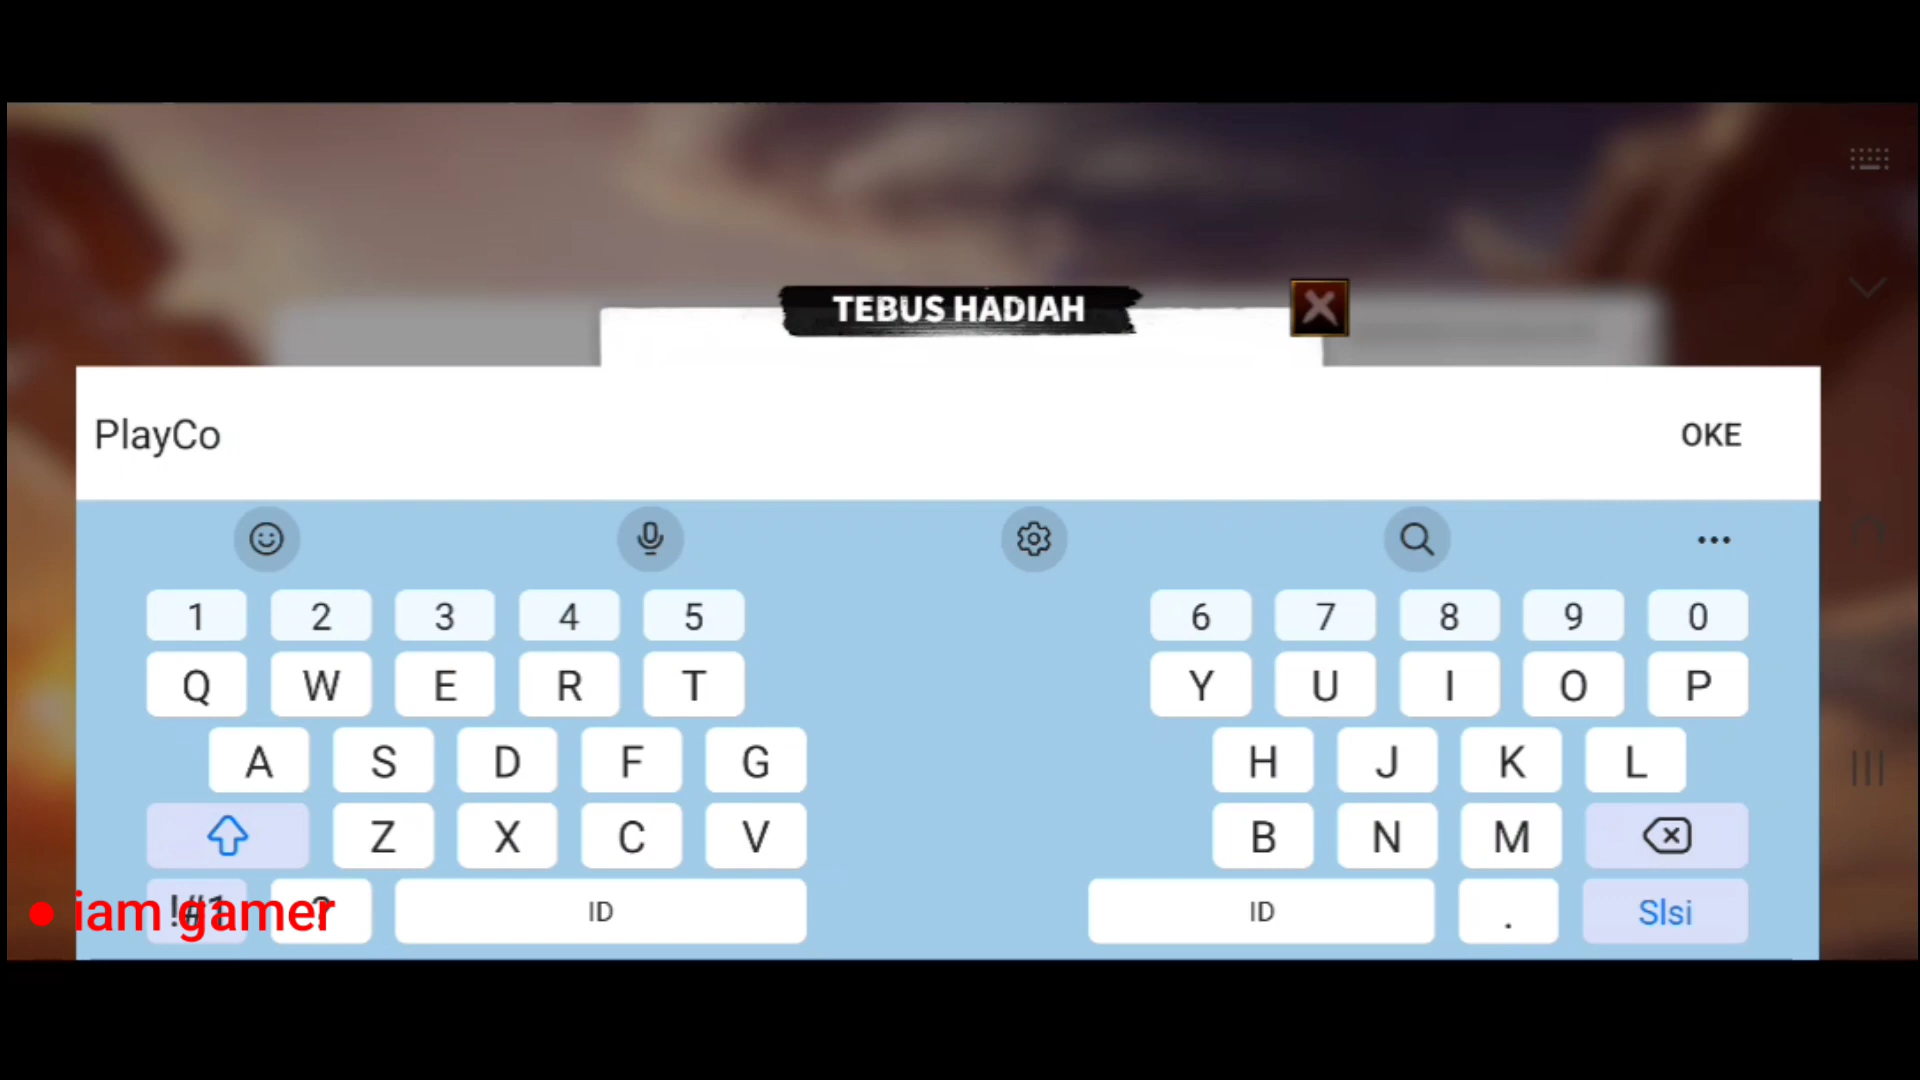 TEBUS HADIAH
PlayCo
OKE
1 2 3 4 5 6 7 8 9 0
Q W E R T Y U I O P
A S D F G H J K L
Z X C V B N M
!#1 ? ID ID . Slsi
iam gamer